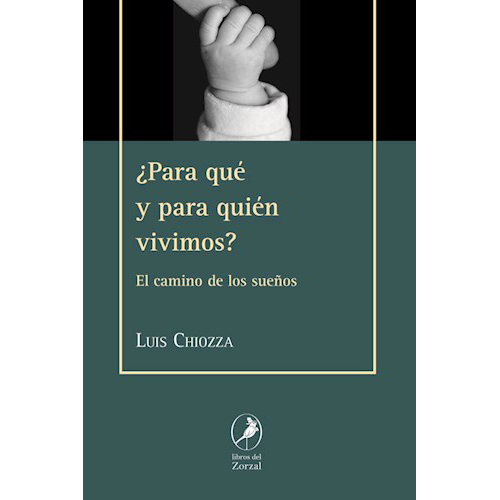 ¿Para qué
y para quién
vivimos?
El camino de los sueños
Luis Chiozza
libros del
Zorzal